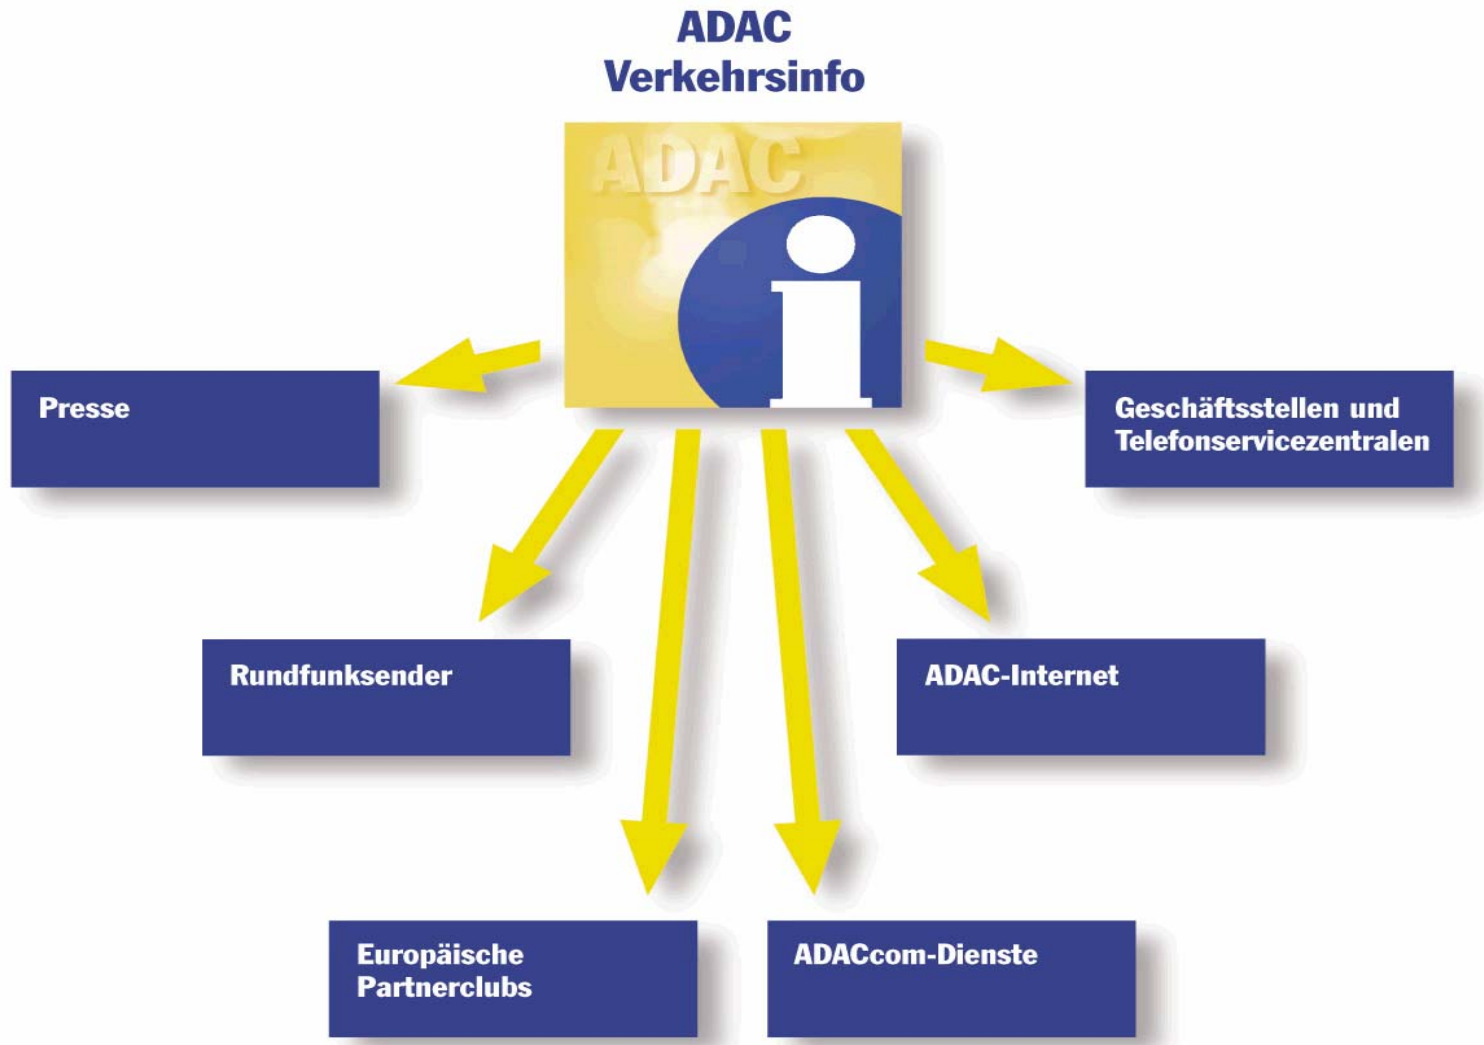 ADAC
Verkehrsinfo
ADAC
i
Presse
Geschäftsstellen und
Telefonservicezentralen
Rundfunksender
ADAC-Internet
Europäische
Partnerclubs
ADACcom-Dienste